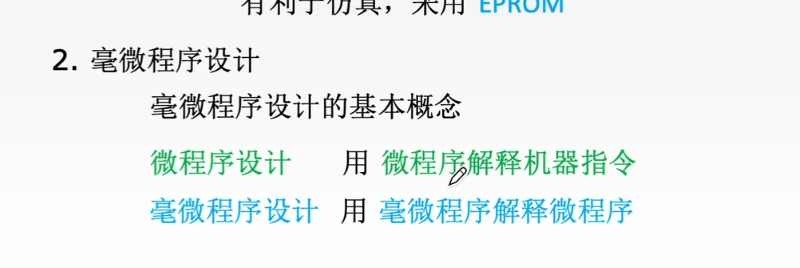 有利于仿真，采用 EPROM
2. 毫微程序设计
毫微程序设计的基本概念
微程序设计 用 微程序解释机器指令
毫微程序设计 用 毫微程序解释微程序